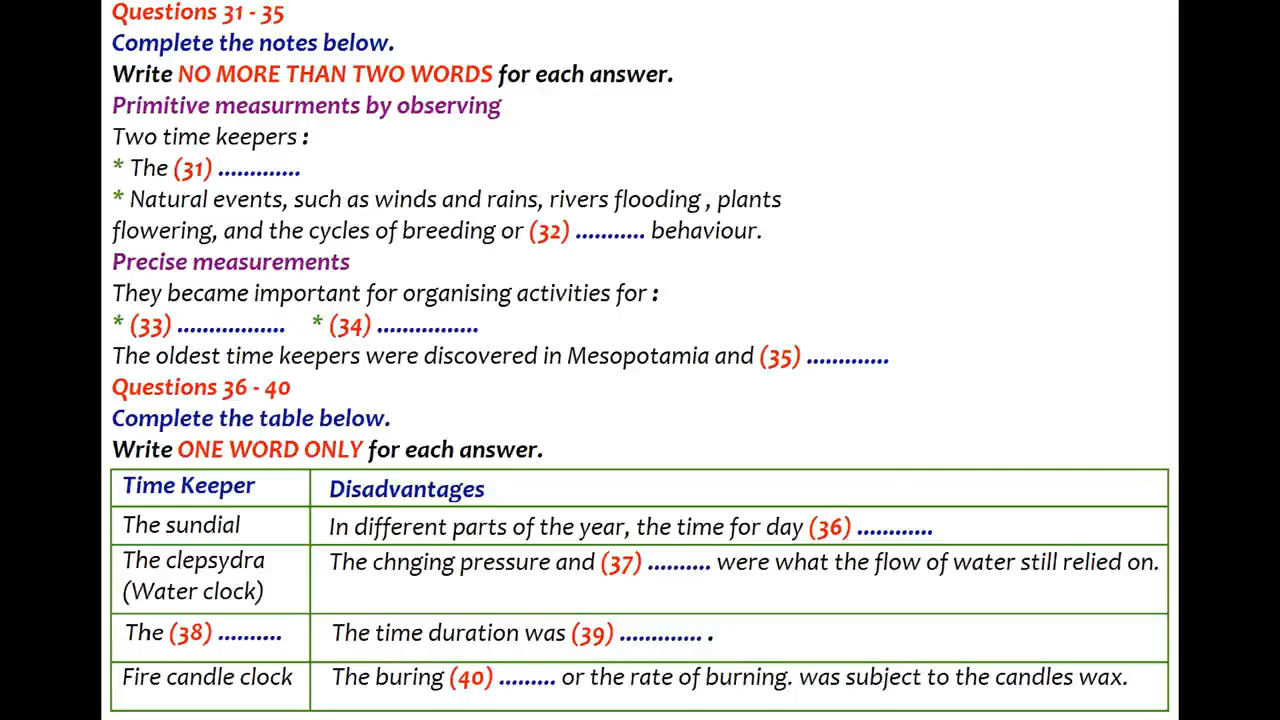 Questions 31 - 35
Complete the notes below.
Write NO MORE THAN TWO WORDS for each answer.
Primitive measurments by observing
Two time keepers :
* The (31) .............
* Natural events, such as winds and rains, rivers flooding , plants
flowering, and the cycles of breeding or (32) ........... behaviour.
Precise measurements
They became important for organising activities for :
* (33) ................. * (34) ................
The oldest time keepers were discovered in Mesopotamia and (35) .............
Questions 36 - 40
Complete the table below.
Write ONE WORD ONLY for each answer.
Time Keeper Disadvantages
The sundial In different parts of the year, the time for day (36) ............
The clepsydra The chnging pressure and (37) .......... were what the flow of water still relied on.
(Water clock)
The (38) .......... The time duration was (39) ............. .
Fire candle clock The buring (40) ......... or the rate of burning. was subject to the candles wax.